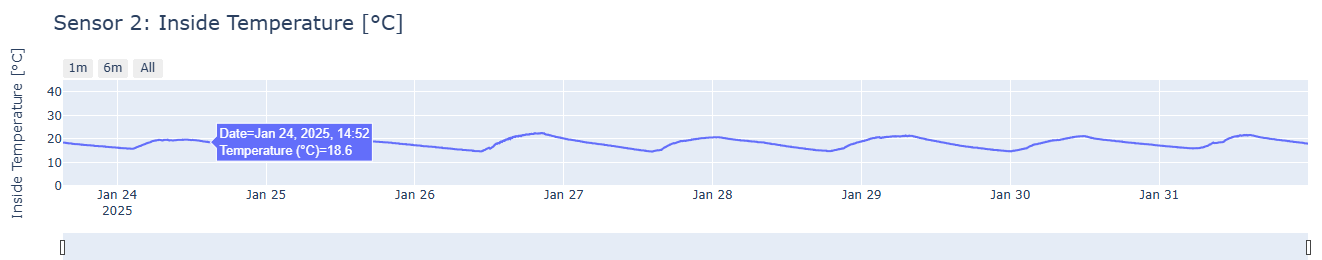 Sensor 2: Inside Temperature [°C]
1m 6m All
Inside Temperature [°C]
40
30
20
10
0
Date=Jan 24, 2025, 14:52
Temperature (°C)=18.6
Jan 24 Jan 25 Jan 26 Jan 27 Jan 28 Jan 29 Jan 30 Jan 31
2025